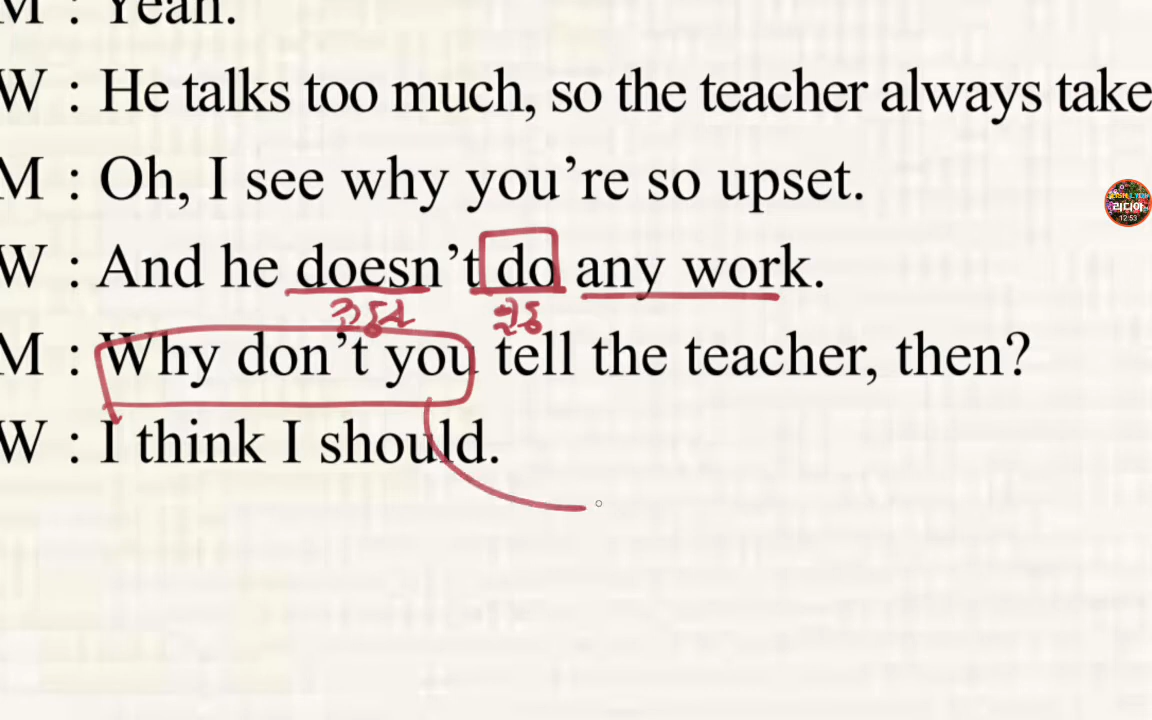 M : Yeah.
W : He talks too much, so the teacher always take
M : Oh, I see why you’re so upset.
리디아
12:53
W : And he doesn’t do any work.
조동사 본동
M : Why don’t you tell the teacher, then?
W : I think I should.